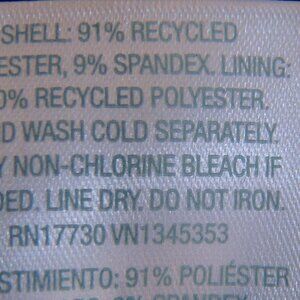 SHELL: 91% RECYCLED
ESTER, 9% SPANDEX. LINING:
0% RECYCLED POLYESTER.
D WASH COLD SEPARATELY.
Y NON-CHLORINE BLEACH IF
DED. LINE DRY. DO NOT IRON.
RN17730 VN1345353
STIMIENTO: 91% POLIÉSTER